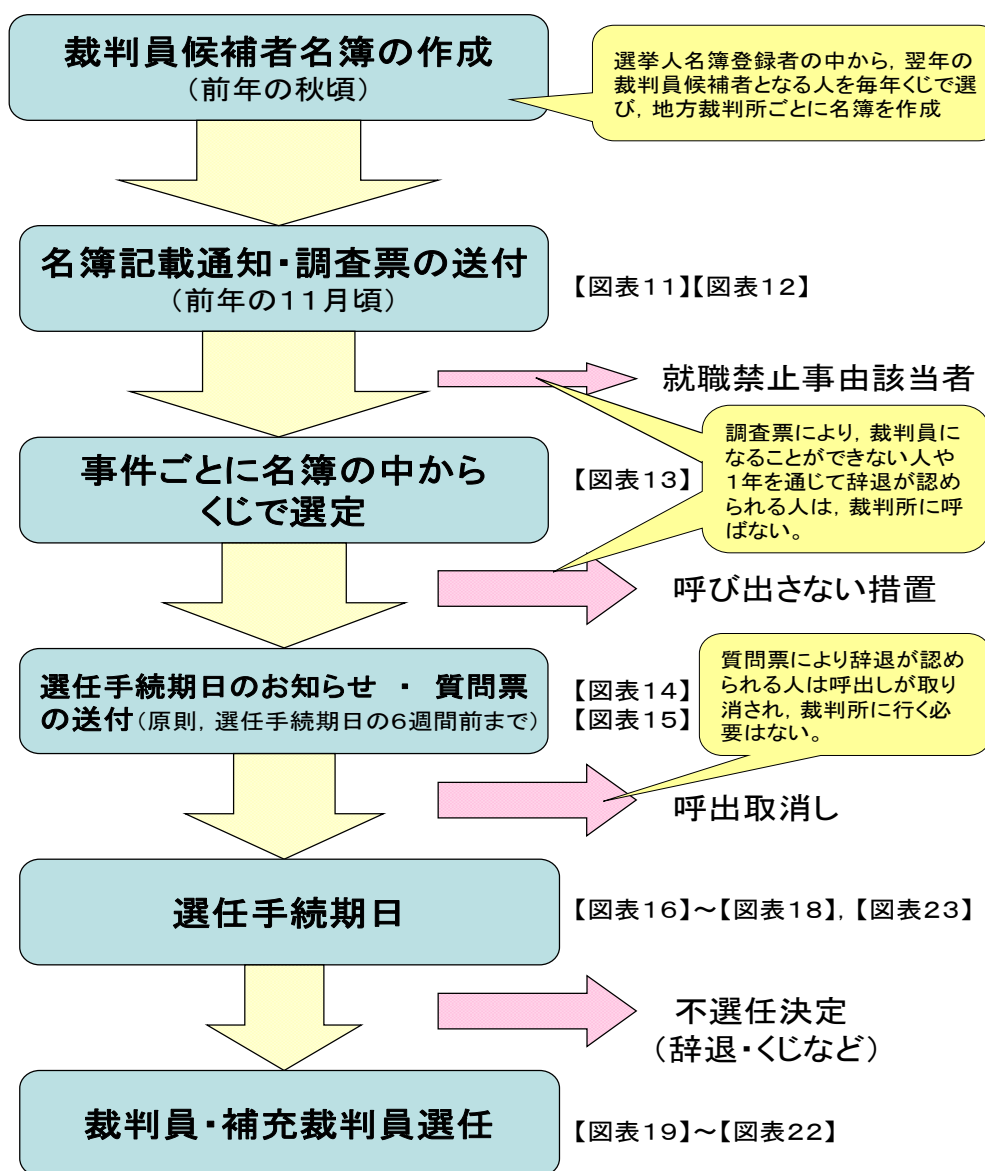 裁判員候補者名簿の作成
(前年の秋頃)
選挙人名簿登録者の中から，翌年の
裁判員候補者となる人を毎年くじで選
び，地方裁判所ごとに名簿を作成
名簿記載通知・調査票の送付
(前年の11月頃)
【図表11】【図表12】
就職禁止事由該当者
調査票により，裁判員に
なることができない人や
1年を通じて辞退が認め
られる人は，裁判所に呼
ばない。
事件ごとに名簿の中から
くじで選定
【図表13】
呼び出さない措置
選任手続期日のお知らせ ・ 質問票
の送付(原則，選任手続期日の6週間前まで)
【図表14】
【図表15】
質問票により辞退が認め
られる人は呼出しが取り
消され，裁判所に行く必
要はない。
呼出取消し
選任手続期日
【図表16】～【図表18】，【図表23】
不選任決定
(辞退・くじなど)
裁判員・補充裁判員選任
【図表19】～【図表22】